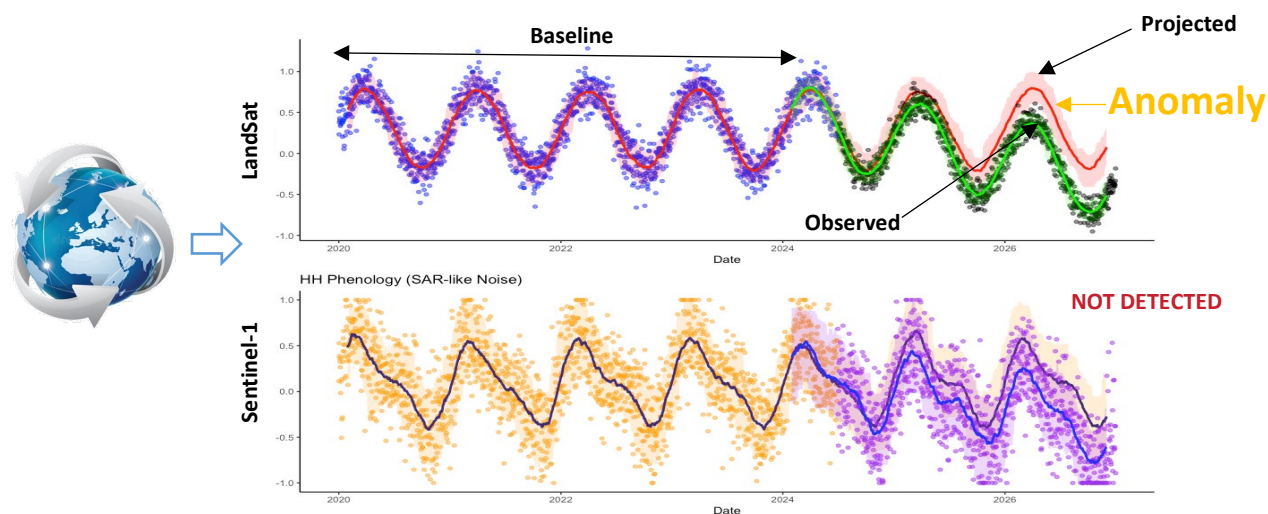 Baseline
Projected
Anomaly
LandSat
1.0
0.5
0.0
-0.5
-1.0
Observed
2020
2022
2024
2026
Date
HH Phenology (SAR-like Noise)
NOT DETECTED
Sentinel-1
1.0
0.5
0.0
-0.5
-1.0
2020
2022
2024
2026
Date